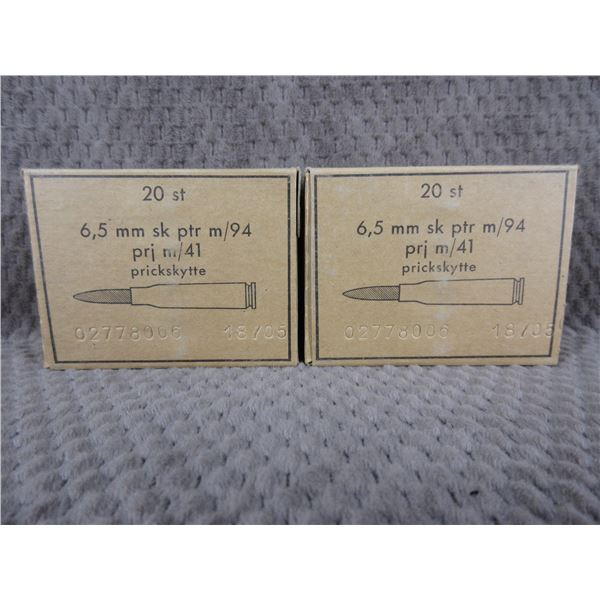 20 st
6,5 mm sk ptr m/94
prj m/41
prickskytte
02778006 18/05
20 st
6,5 mm sk ptr m/94
prj m/41
prickskytte
02778006 18/05